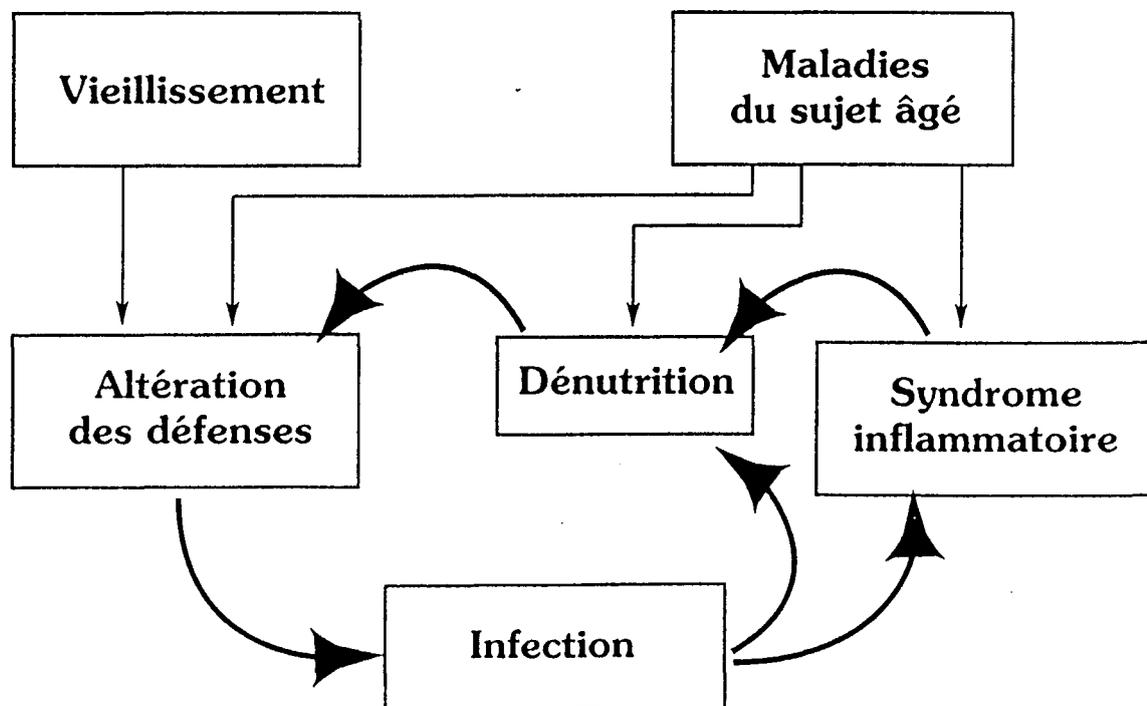 Vieillissement
Maladies
du sujet âgé
Altération
des défenses
Dénutrition
Syndrome
inflammatoire
Infection